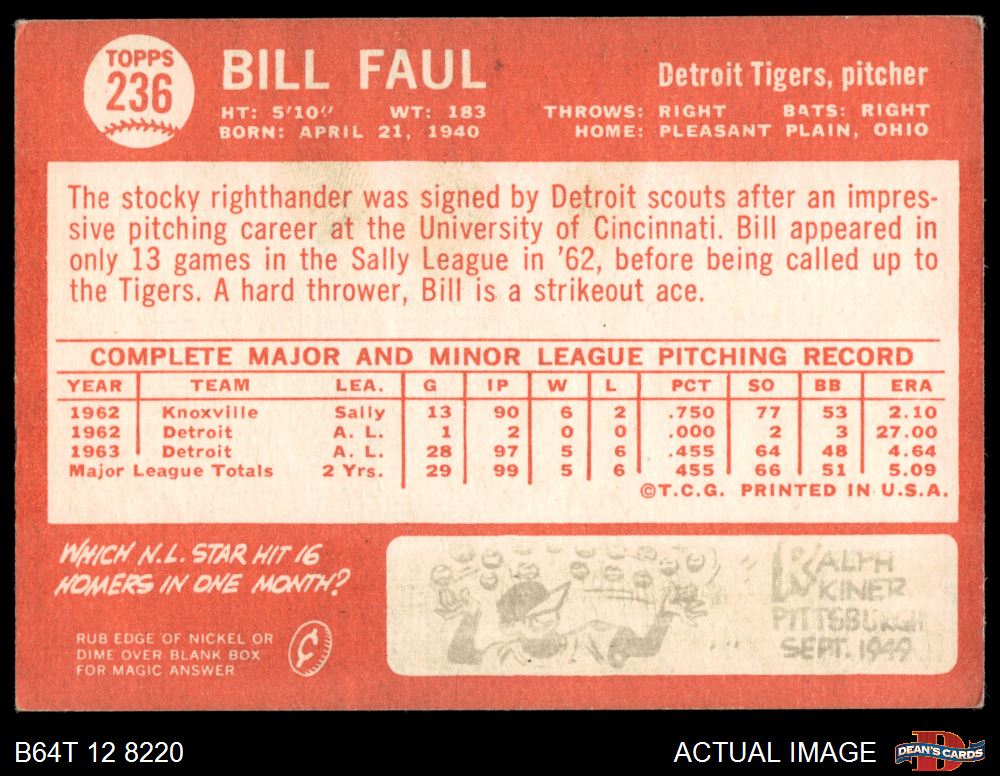 TOPPS
236
BILL FAUL
Detroit Tigers, pitcher
HT: 5'10" WT: 183
THROWS: RIGHT BATS: RIGHT
BORN: APRIL 21, 1940
HOME: PLEASANT PLAIN, OHIO
The stocky righthander was signed by Detroit scouts after an impres-
sive pitching career at the University of Cincinnati. Bill appeared in
only 13 games in the Sally League in '62, before being called up to
the Tigers. A hard thrower, Bill is a strikeout ace.
COMPLETE MAJOR AND MINOR LEAGUE PITCHING RECORD
YEAR TEAM LEA. G IP W L PCT SO BB ERA
1962 Knoxville Sally 13 90 6 2 .750 77 53 2.10
1962 Detroit A. L. 1 2 0 0 .000 2 3 27.00
1963 Detroit A. L. 28 97 5 6 .455 64 48 4.64
Major League Totals 2 Yrs. 29 99 5 6 455 66 51 5.09
©T.C.G. PRINTED IN U.S.A.
WHICH N.L. STAR HIT 16
HOMERS IN ONE MONTH?
RUB EDGE OF NICKEL OR
DIME OVER BLANK BOX
FOR MAGIC ANSWER
RALPH
KINER
PITTSBURGH
SEPT. 1949
B64T 12 8220
ACTUAL IMAGE
DEAN'S CARDS